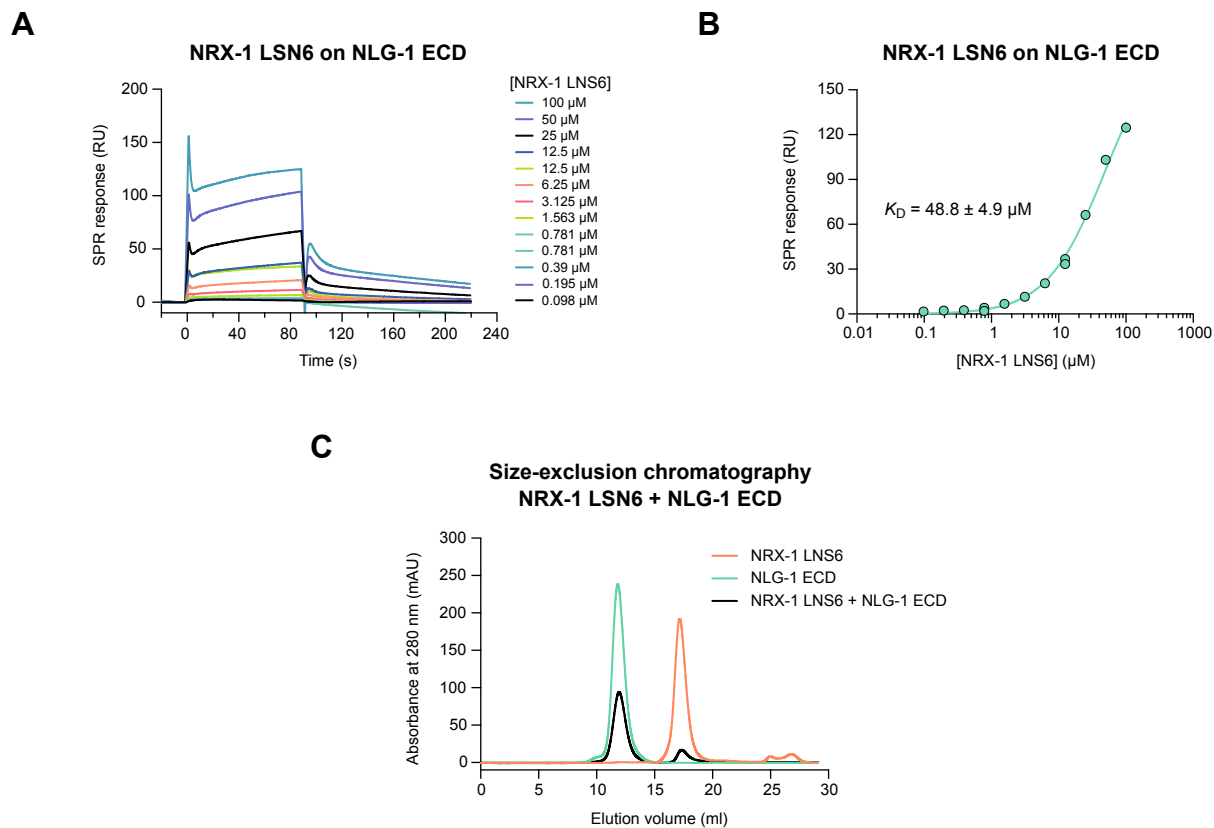 A
NRX-1 LSN6 on NLG-1 ECD
SPR response (RU)
200
150
100
50
0
0
40
80
120
160
200
240
Time (s)
[NRX-1 LNS6]
100 µM
50 µM
25 µM
12.5 µM
12.5 µM
6.25 µM
3.125 µM
1.563 µM
0.781 µM
0.781 µM
0.39 µM
0.195 µM
0.098 µM
B
NRX-1 LSN6 on NLG-1 ECD
SPR response (RU)
150
120
90
60
30
0
KD = 48.8 ± 4.9 µM
0.01
0.1
1
10
100
1000
[NRX-1 LNS6] (µM)
C
Size-exclusion chromatography
NRX-1 LSN6 + NLG-1 ECD
Absorbance at 280 nm (mAU)
300
250
200
150
100
50
0
NRX-1 LNS6
NLG-1 ECD
NRX-1 LNS6 + NLG-1 ECD
0
5
10
15
20
25
30
Elution volume (ml)